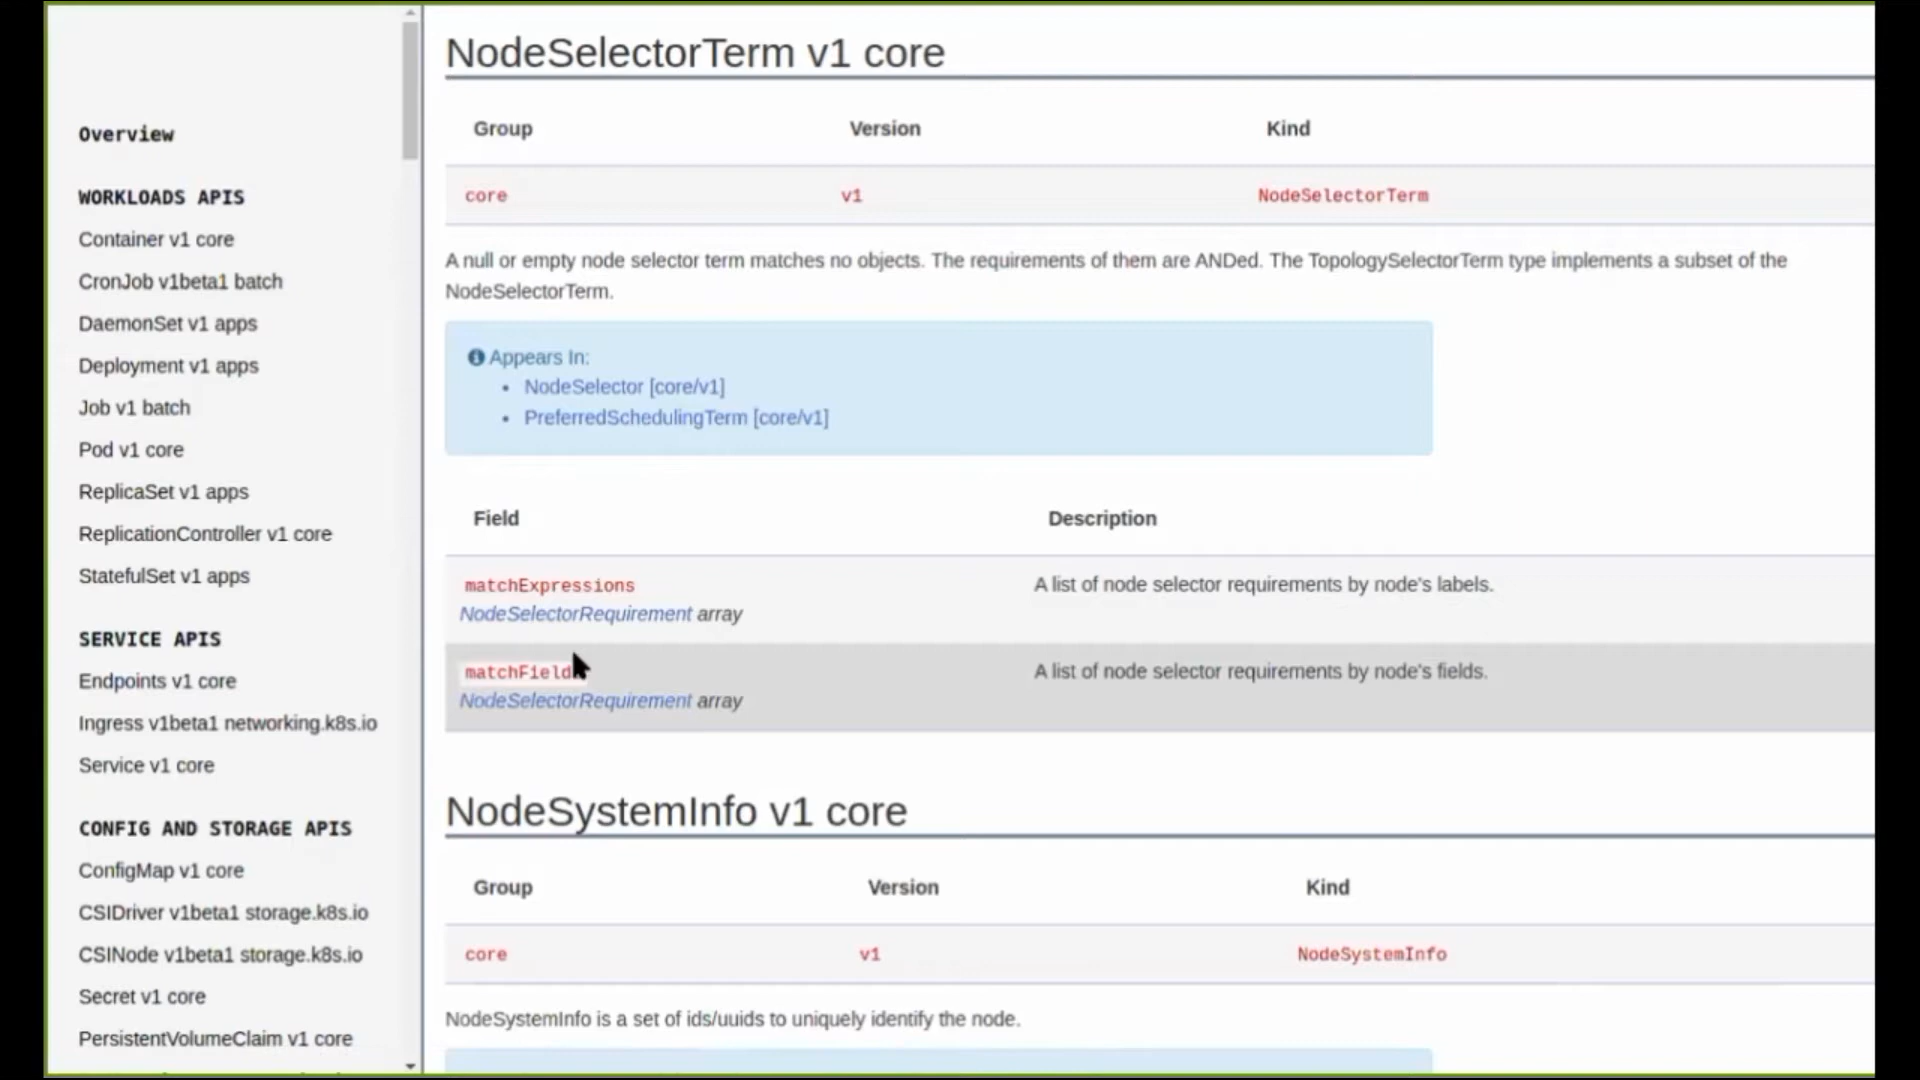 Overview
WORKLOADS APIS
Container v1 core
CronJob v1beta1 batch
DaemonSet v1 apps
Deployment v1 apps
Job v1 batch
Pod v1 core
ReplicaSet v1 apps
ReplicationController v1 core
StatefulSet v1 apps
SERVICE APIS
Endpoints v1 core
Ingress v1beta1 networking.k8s.io
Service v1 core
CONFIG AND STORAGE APIS
ConfigMap v1 core
CSIDriver v1beta1 storage.k8s.io
CSINode v1beta1 storage.k8s.io
Secret v1 core
PersistentVolumeClaim v1 core
NodeSelectorTerm v1 core
Group Version Kind
core v1 NodeSelectorTerm
A null or empty node selector term matches no objects. The requirements of them are ANDed. The TopologySelectorTerm type implements a subset of the
NodeSelectorTerm.
Appears In:
NodeSelector [core/v1]
PreferredSchedulingTerm [core/v1]
Field Description
matchExpressions A list of node selector requirements by node's labels.
NodeSelectorRequirement array
matchField A list of node selector requirements by node's fields.
NodeSelectorRequirement array
NodeSystemInfo v1 core
Group Version Kind
core v1 NodeSystemInfo
NodeSystemInfo is a set of ids/uuids to uniquely identify the node.